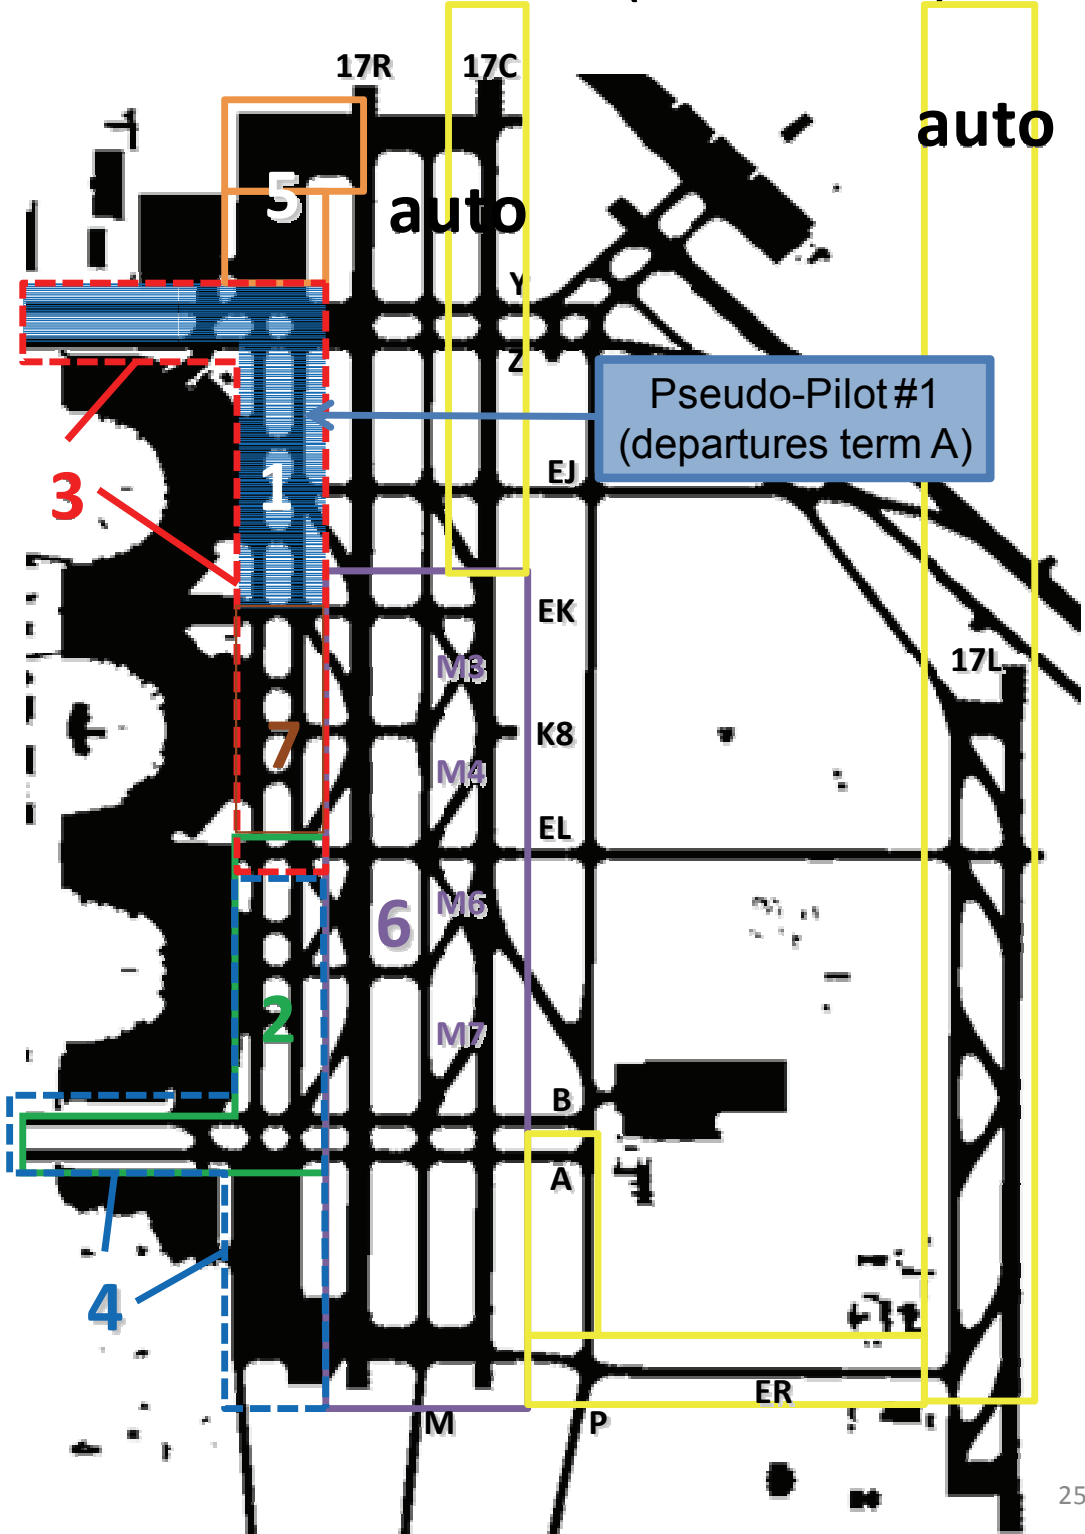 17R
17C
auto
5
auto
Y
Z
Pseudo-Pilot #1
(departures term A)
EJ
3
1
EK
M3
17L
7
K8
M4
EL
6
M6
2
M7
B
A
4
ER
M
P
25